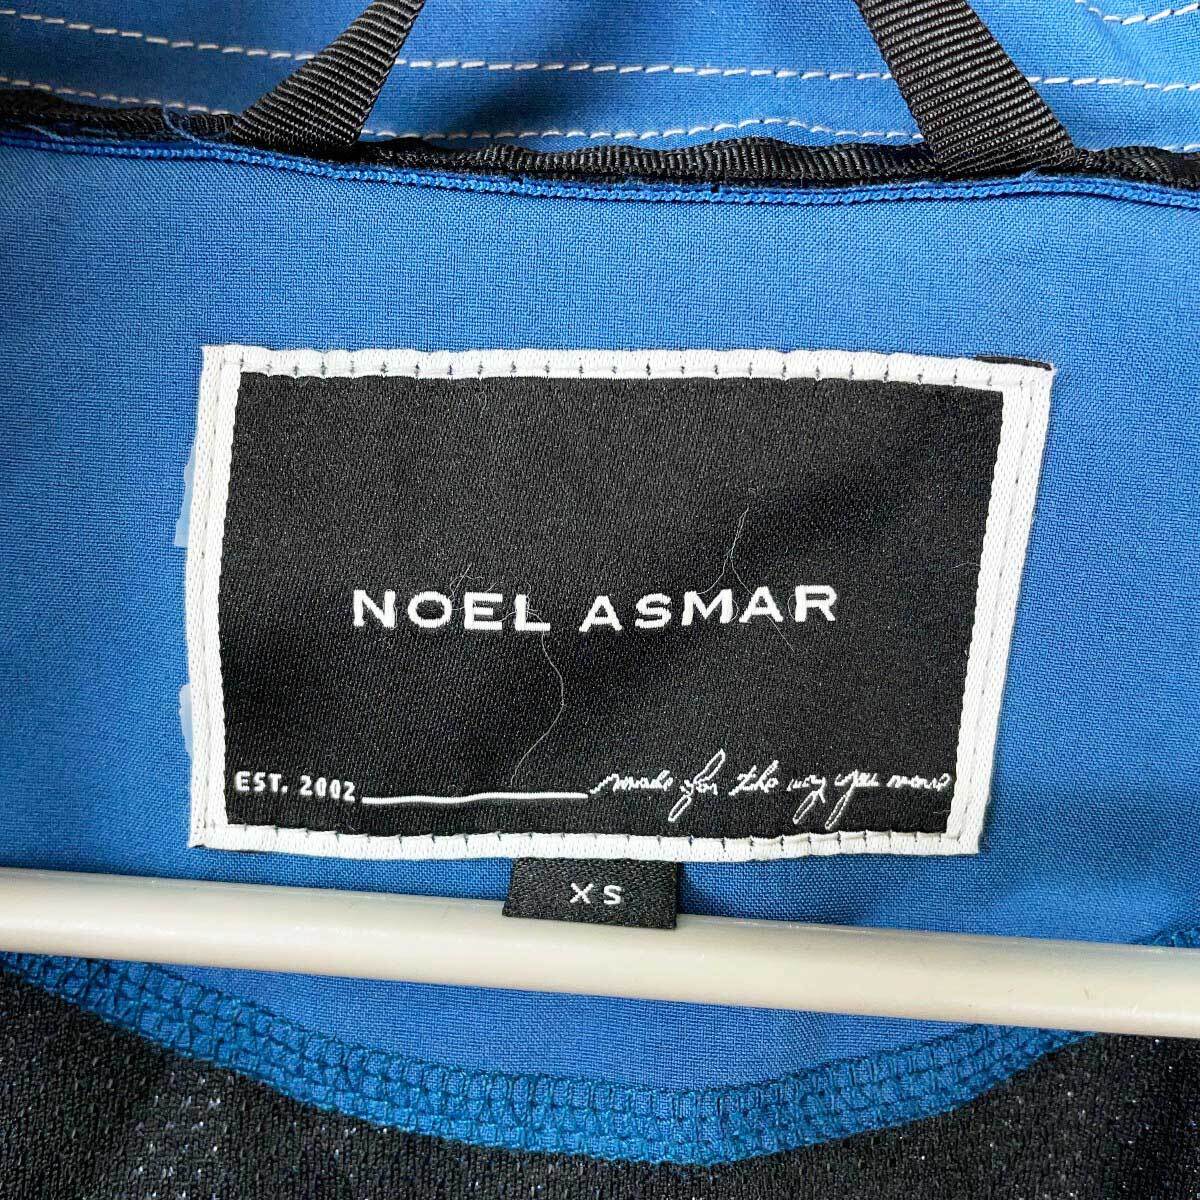 NOEL ASMAR
EST. 2002 made for the way you move
XS